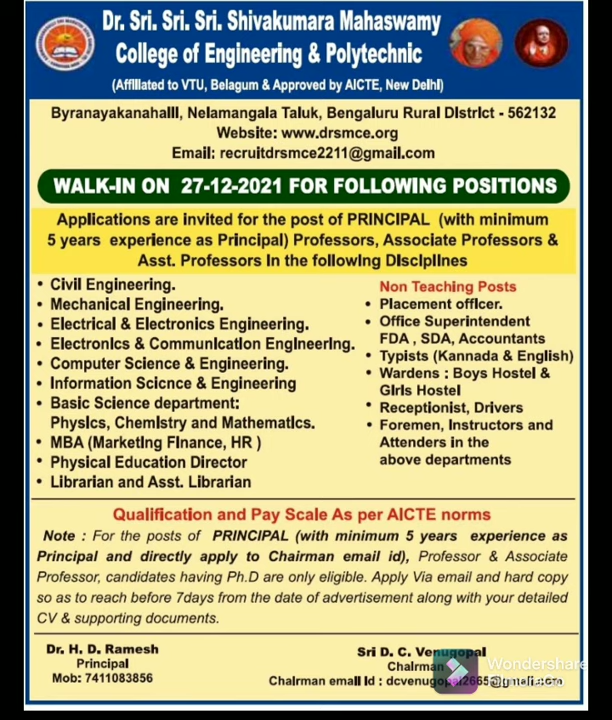 Dr. Sri. Sri. Sri. Shivakumara Mahaswamy
College of Engineering & Polytechnic
(Affiliated to VTU, Belagum & Approved by AICTE, New Delhi)
Byranayakanahalli, Nelamangala Taluk, Bengaluru Rural District - 562132
Website: www.drsmce.org
Email: recruitdrsmce2211@gmail.com
WALK-IN ON 27-12-2021 FOR FOLLOWING POSITIONS
Applications are invited for the post of PRINCIPAL (with minimum
5 years experience as Principal) Professors, Associate Professors &
Asst. Professors in the following Disciplines
• Civil Engineering.
• Mechanical Engineering.
• Electrical & Electronics Engineering.
• Electronics & Communication Engineering.
• Computer Science & Engineering.
• Information Science & Engineering
• Basic Science department:
Physics, Chemistry and Mathematics.
• MBA (Marketing Finance, HR )
• Physical Education Director
• Librarian and Asst. Librarian
Non Teaching Posts
• Placement officer.
• Office Superintendent
FDA , SDA, Accountants
• Typists (Kannada & English)
• Wardens : Boys Hostel &
Girls Hostel
• Receptionist, Drivers
• Foremen, Instructors and
Attenders in the
above departments
Qualification and Pay Scale As per AICTE norms
Note : For the posts of PRINCIPAL (with minimum 5 years experience as
Principal and directly apply to Chairman email id), Professor & Associate
Professor, candidates having Ph.D are only eligible. Apply Via email and hard copy
so as to reach before 7days from the date of advertisement along with your detailed
CV & supporting documents.
Dr. H. D. Ramesh
Principal
Mob: 7411083856
Sri D. C. Venugopal
Chairman
Chairman email Id : dcvenugopal2665@gmail.com
Wondershare